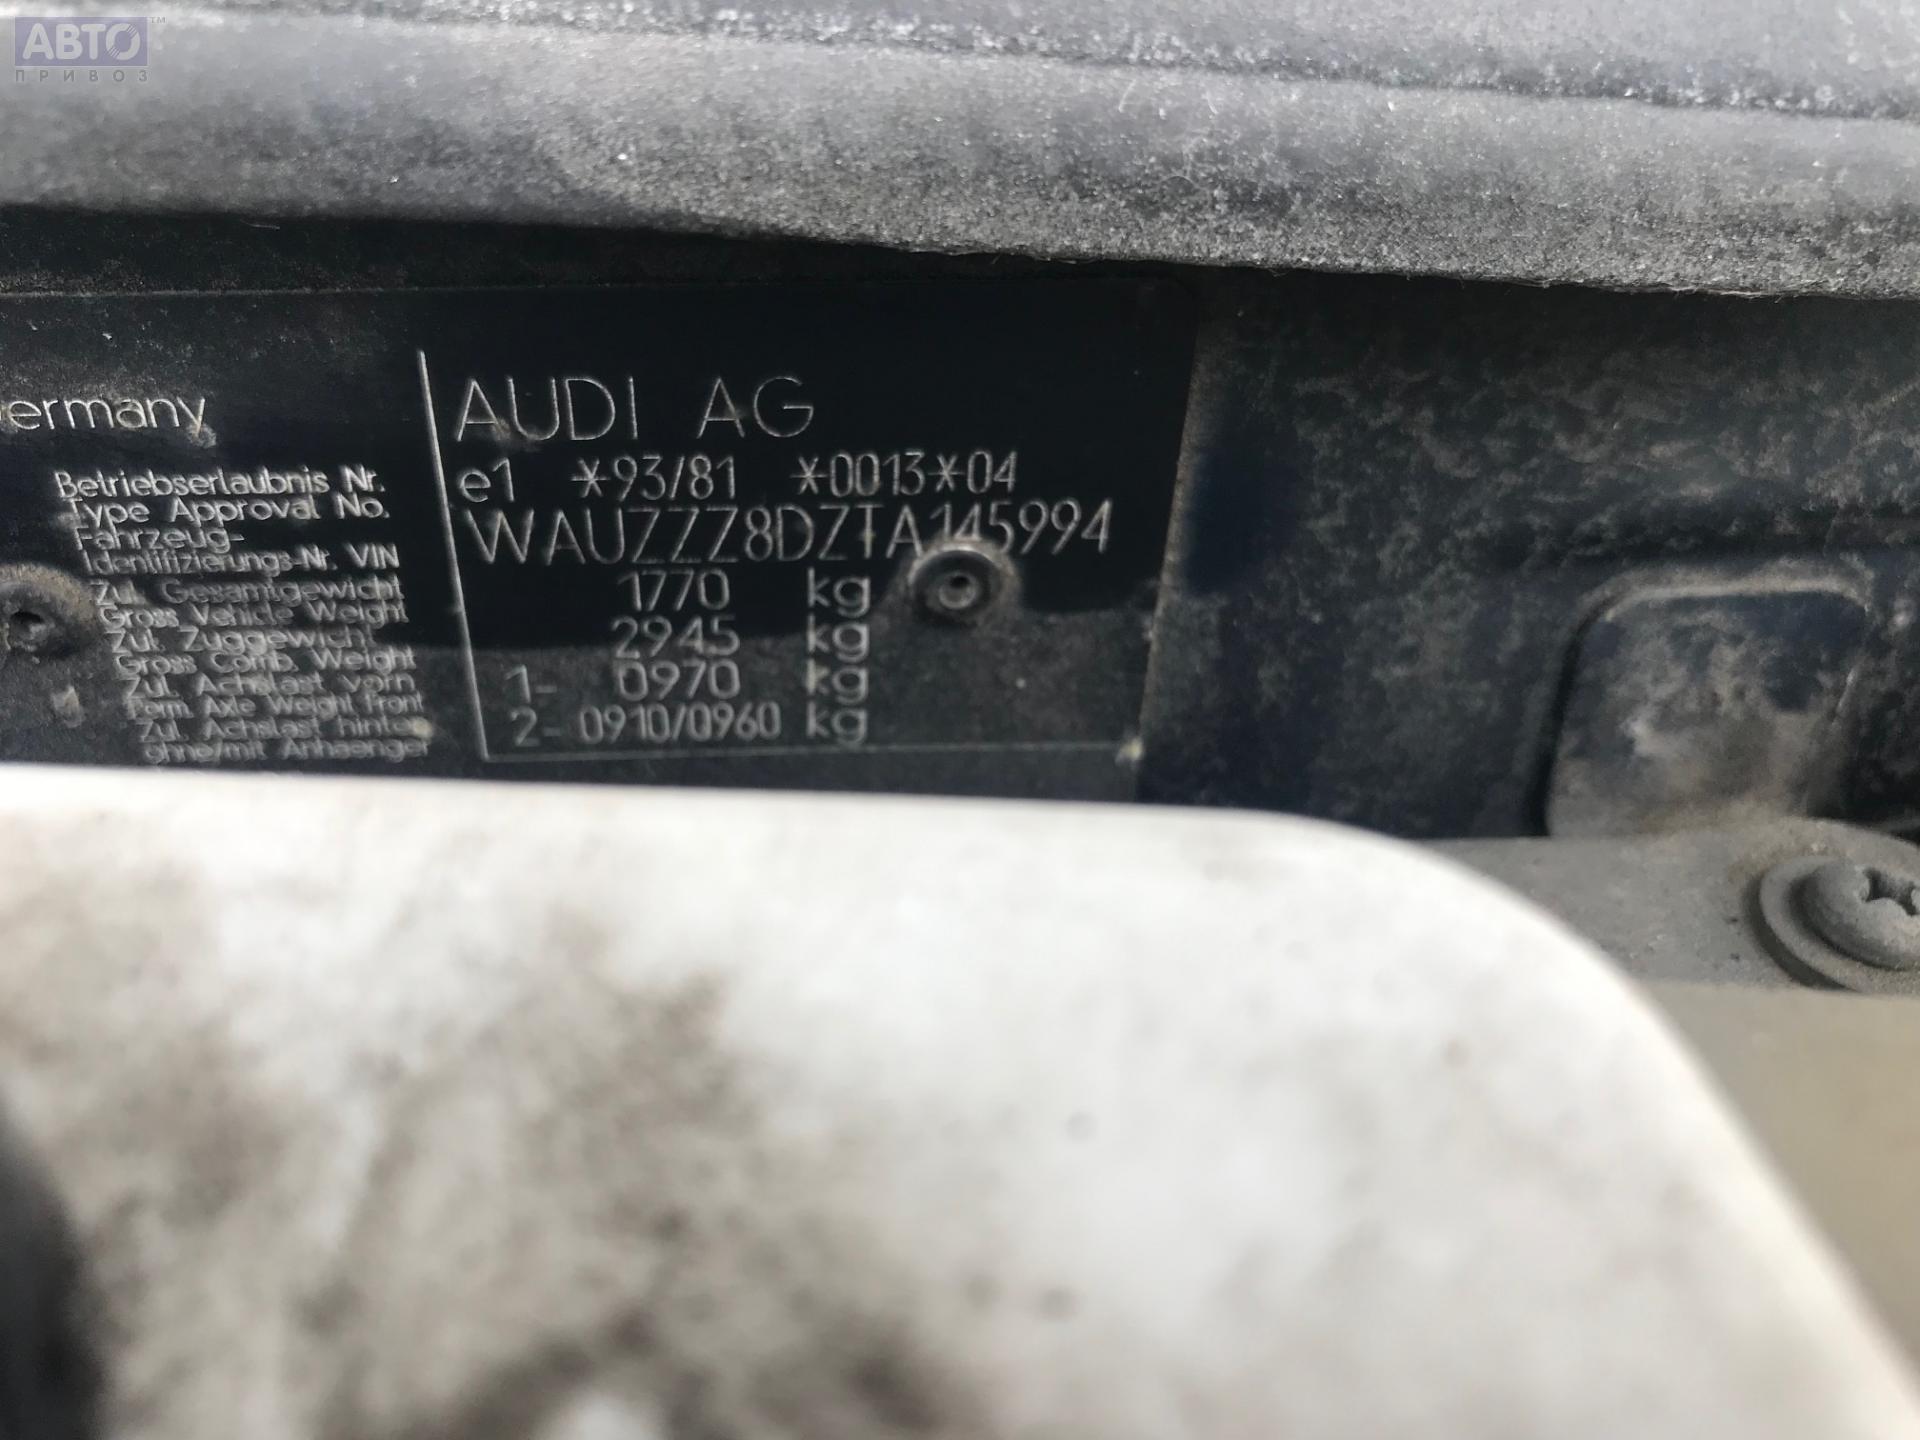 АВТО™
ПРИВОЗ
Germany
AUDI AG
Betriebserlaubnis Nr.
Type Approval No.
e1 *93/81 *0013*04
Fahrzeug-
Identifizierungs-Nr. VIN
WAUZZZ8DZTA145994
Zul. Gesamtgewicht
Gross Vehicle Weight
1770 kg
Zul. Zuggewicht
Gross Comb. Weight
2945 kg
Zul. Achslast vorn
Perm. Axle Weight Front
1- 0970 kg
Zul. Achslast hinten
ohne/mit Anhaenger
2- 0910/0960 kg